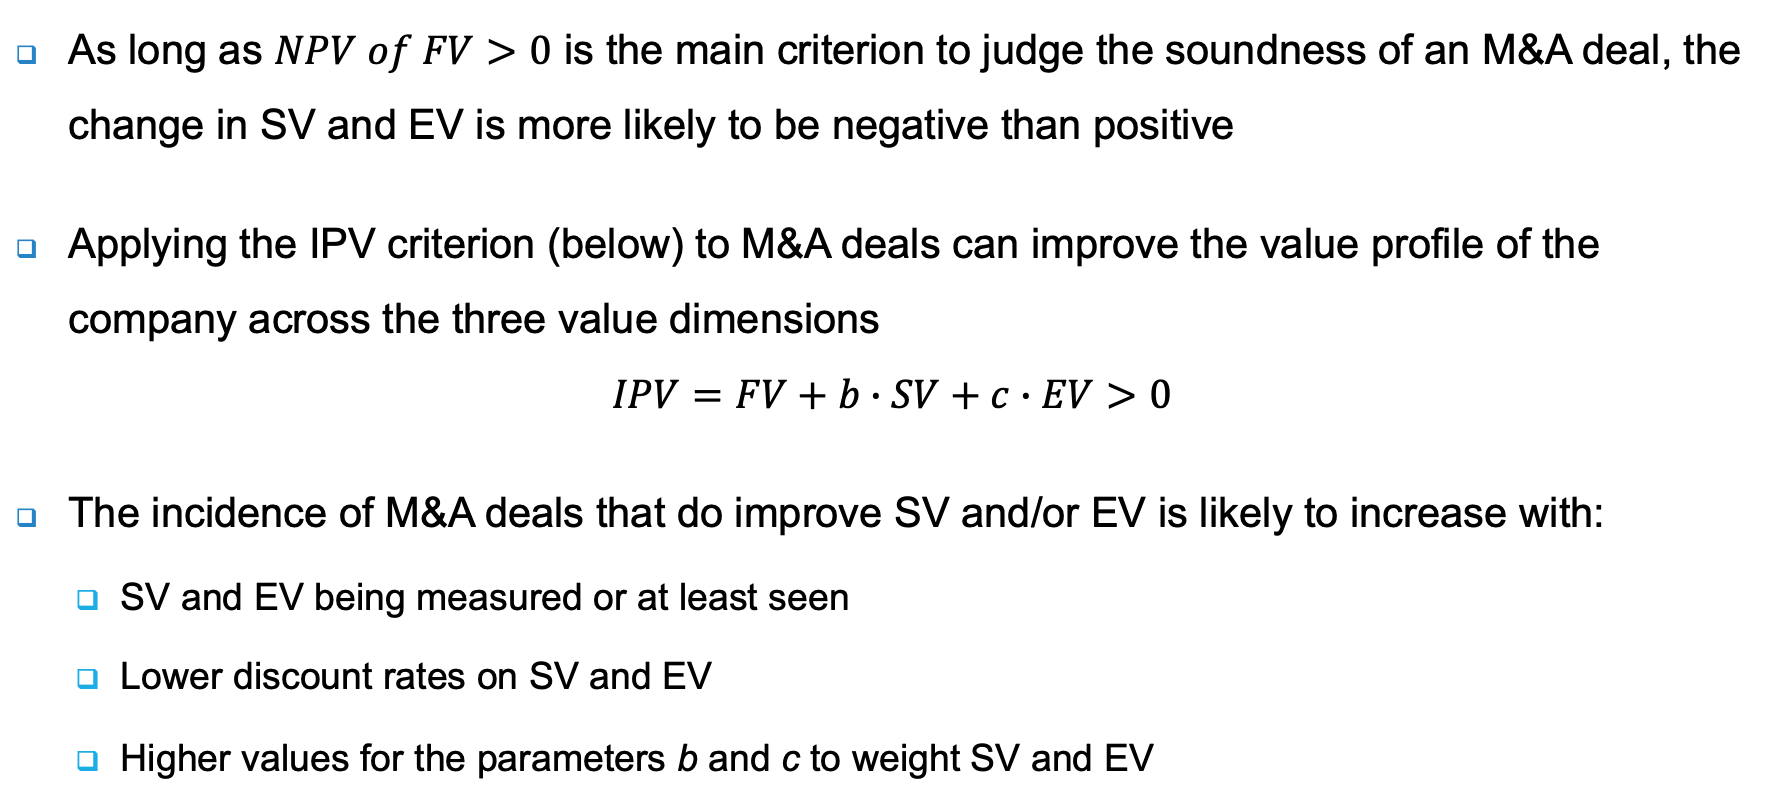 As long as NPV of FV > 0 is the main criterion to judge the soundness of an M&A deal, the
change in SV and EV is more likely to be negative than positive
Applying the IPV criterion (below) to M&A deals can improve the value profile of the
company across the three value dimensions
IPV = FV + b · SV + c · EV > 0
The incidence of M&A deals that do improve SV and/or EV is likely to increase with:
SV and EV being measured or at least seen
Lower discount rates on SV and EV
Higher values for the parameters b and c to weight SV and EV